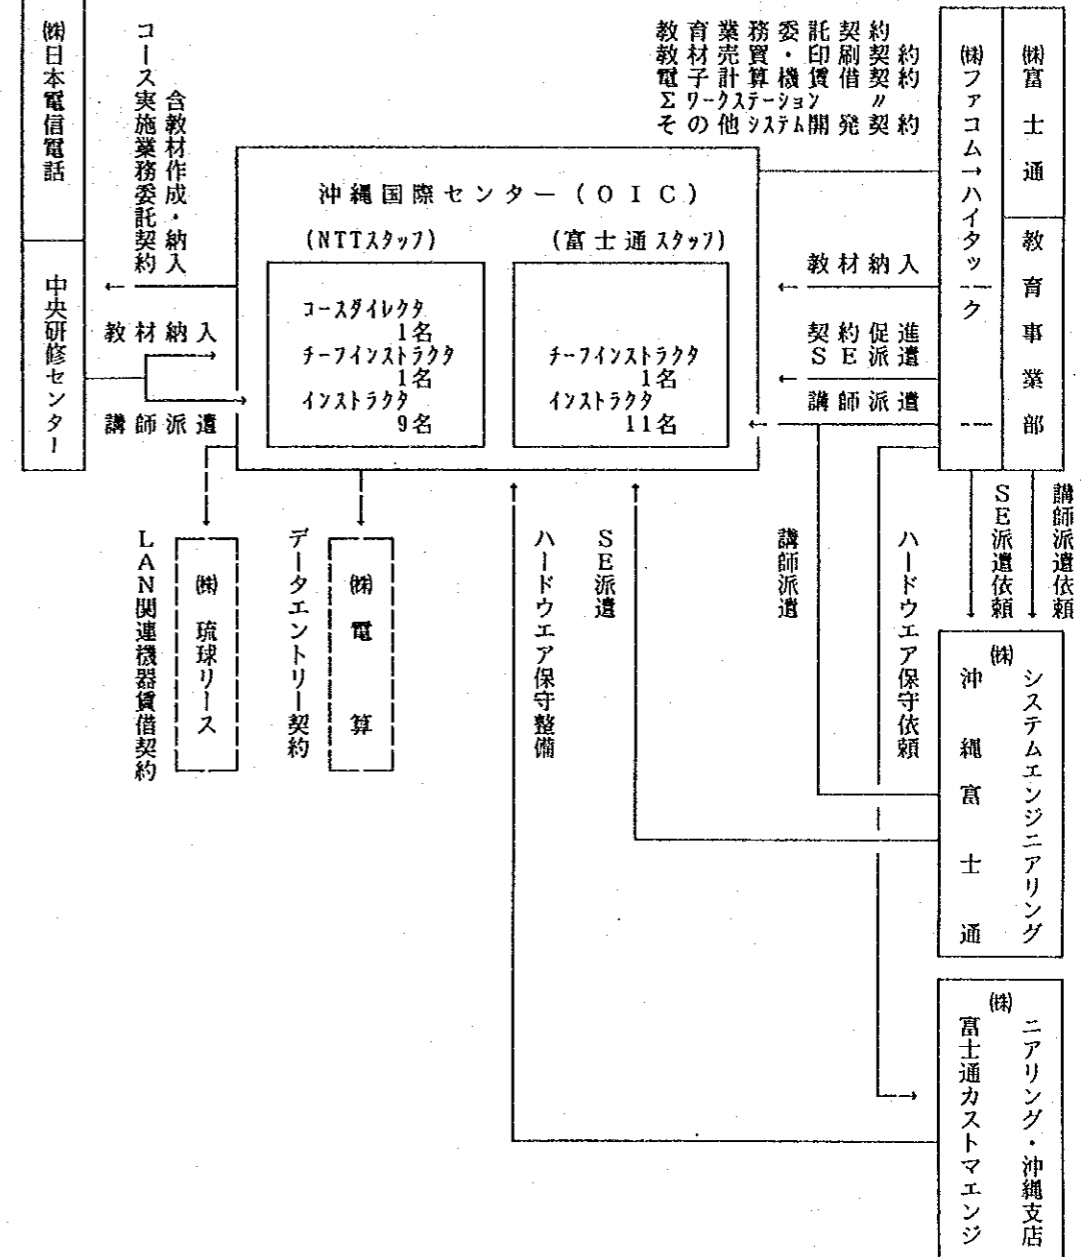 ㈱日本電信電話
中央研修センター
コース実施業務委託契約
含教材作成・納入
教材納入
講師派遣
沖縄国際センター(OIC)
(NTTスタッフ)
コースダイレクタ
1名
チーフインストラクタ
1名
インストラクタ
9名
(富士通スタッフ)
チーフインストラクタ
1名
インストラクタ
11名
教育業務委託契約
教材売買・印刷契約
電子計算機賃借契約
Σワークステーション〃
その他システム開発契約
㈱ファコム→ハイタック
㈱富士通
教育事業部
教材納入
契約促進
SE派遣
講師派遣
SE派遣依頼
講師派遣依頼
LAN関連機器賃借契約
㈱琉球リース
データエントリー契約
㈱電算
ハードウエア保守整備
SE派遣
講師派遣
ハードウエア保守依頼
㈱
沖縄富士通
システムエンジニアリング
㈱
富士通カストマエンジ
ニアリング・沖縄支店